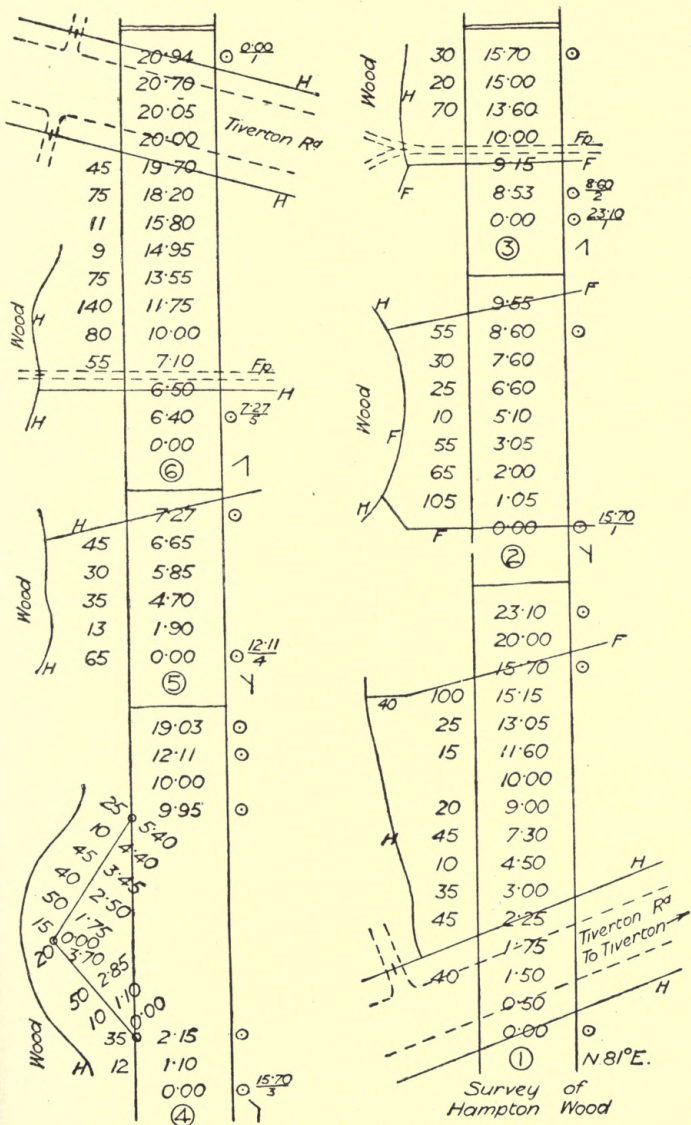 20·94 ⊙ 0·00/1
20·70 H
20·05
20·00 Tiverton Rd
45 19·70
75 18·20 H
11 15·80
9 14·95
75 13·55
140 11·75
80 10·00
Wood H
55 7·10 Fp
6·50 H
H 6·40 ⊙ 7·27/5
0·00
⑥
H 7·27 ⊙
45 6·65
30 5·85
35 4·70
Wood
13 1·90
H 65 0·00 ⊙ 12·11/4
⑤
19·03 ⊙
12·11 ⊙
10·00
9·95 ⊙
25 5·40
10 4·40
45 3·45
40 2·50
50 1·75
15 0·00
20 3·70
2·85
50 1·10
10 0·00
35 2·15 ⊙
Wood
H 12 1·10
0·00 ⊙ 15·70/3
④
30 15·70 ⊙
Wood
20 15·00
H
70 13·60
10·00 Fp
9·15 F
F 8·53 ⊙ 8·60/2
0·00 ⊙ 23·10/1
③
H 9·55 F
55 8·60 ⊙
30 7·60
25 6·60
Wood
10 5·10
F 55 3·05
65 2·00
H 105 1·05
F 0·00 ⊙ 15·70/1
②
23·10 ⊙
20·00
F
15·70 ⊙
40 100 15·15
25 13·05
15 11·60
10·00
20 9·00
H 45 7·30
10 4·50 H
35 3·00
45 2·25
1·75 Tiverton Rd
To Tiverton
40 1·50
0·50 H
0·00 ⊙
① N.81°E.
Survey of
Hampton Wood